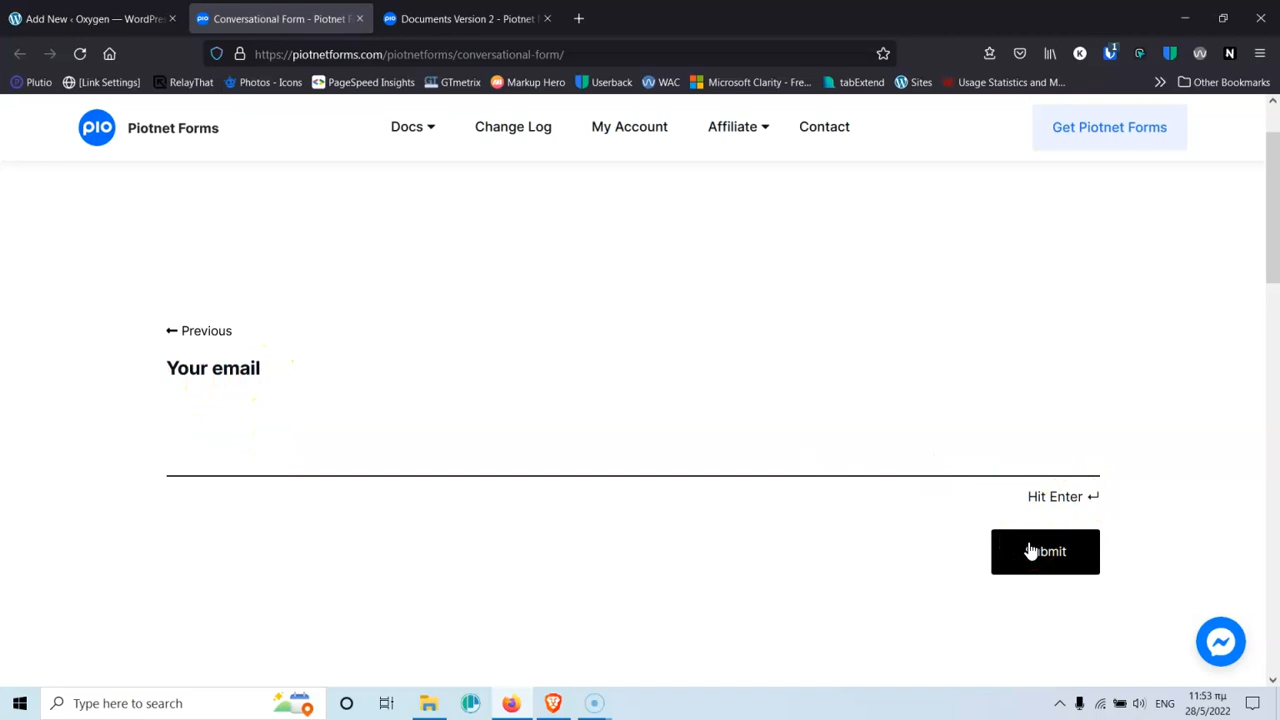 Add New ‹ Oxygen — WordPre
Conversational Form - Piotnet F
Documents Version 2 - Piotnet F
https://piotnetforms.com/piotnetforms/conversational-form/
Plutio
[Link Settings]
RelayThat
Photos - Icons
PageSpeed Insights
GTmetrix
Markup Hero
Userback
WAC
Microsoft Clarity - Fre...
tabExtend
Sites
Usage Statistics and M...
Other Bookmarks
pio
Piotnet Forms
Docs
Change Log
My Account
Affiliate
Contact
Get Piotnet Forms
Previous
Your email
Hit Enter
bmit
Type here to search
ΕΠΓ
11:53 πμ
28/5/2022